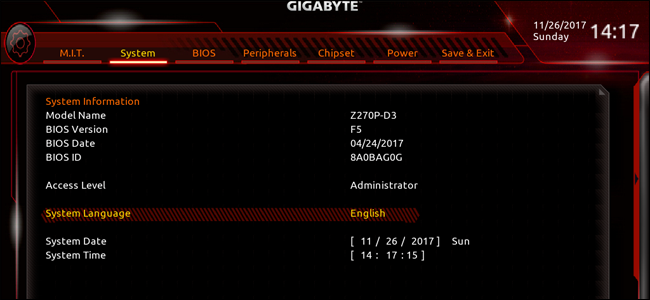 GIGABYTE™
11/26/2017 Sunday 14:17
M.I.T. System BIOS Peripherals Chipset Power Save & Exit
System Information
Model Name Z270P-D3
BIOS Version F5
BIOS Date 04/24/2017
BIOS ID 8A0BAG0G
Access Level Administrator
System Language English
System Date [ 11 / 26 / 2017 ] Sun
System Time [ 14 : 17 : 15 ]